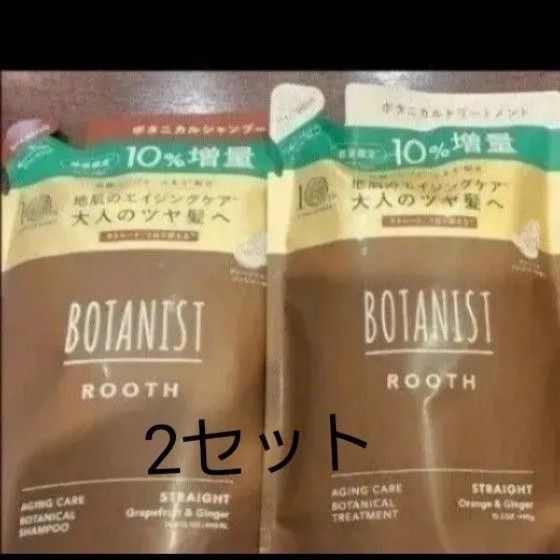 ボタニカルシャンプー
10%増量
地肌のエイジングケア
大人のツヤ髪へ
BOTANIST
ROOTH
AGING CARE
BOTANICAL
SHAMPOO
STRAIGHT
Grapefruit & Ginger
ボタニカルトリートメント
10%増量
地肌のエイジングケア
大人のツヤ髪へ
BOTANIST
ROOTH
AGING CARE
BOTANICAL
TREATMENT
STRAIGHT
Orange & Ginger
2セット